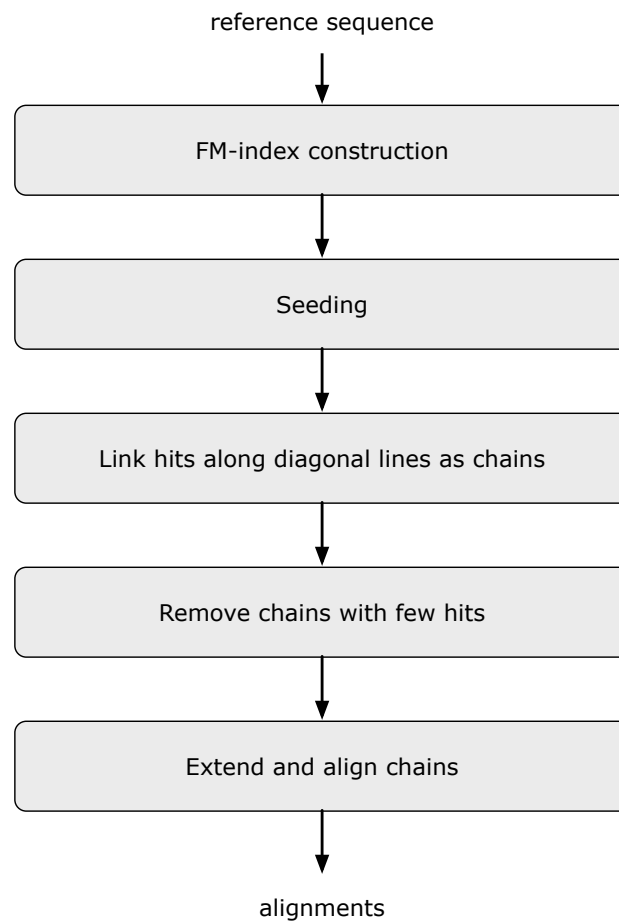 reference sequence
FM-index construction
Seeding
Link hits along diagonal lines as chains
Remove chains with few hits
Extend and align chains
alignments